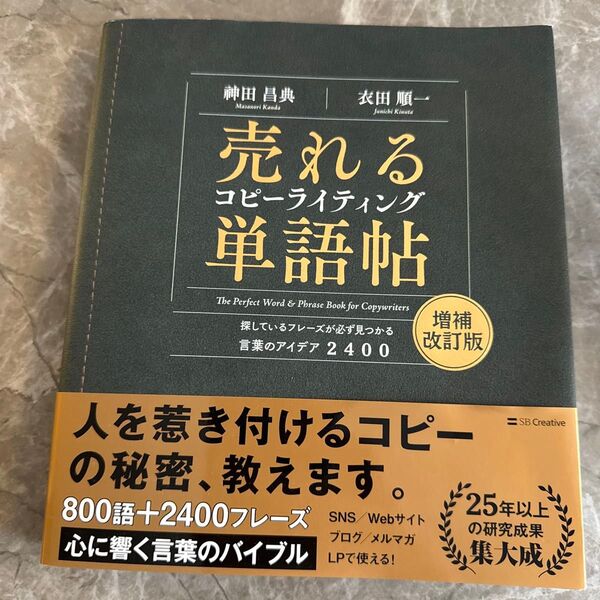 神田 昌典
Masanori Kanda
衣田 順一
Junichi Kinuta
売れる
コピーライティング
単語帖
The Perfect Word & Phrase Book for Copywriters
探しているフレーズが必ず見つかる
言葉のアイデア 2400
増補
改訂版
SB Creative
人を惹き付けるコピー
の秘密、教えます。
800語＋2400フレーズ
心に響く言葉のバイブル
SNS／Webサイト
ブログ／メルマガ
LPで使える！
25年以上
の研究成果
集大成